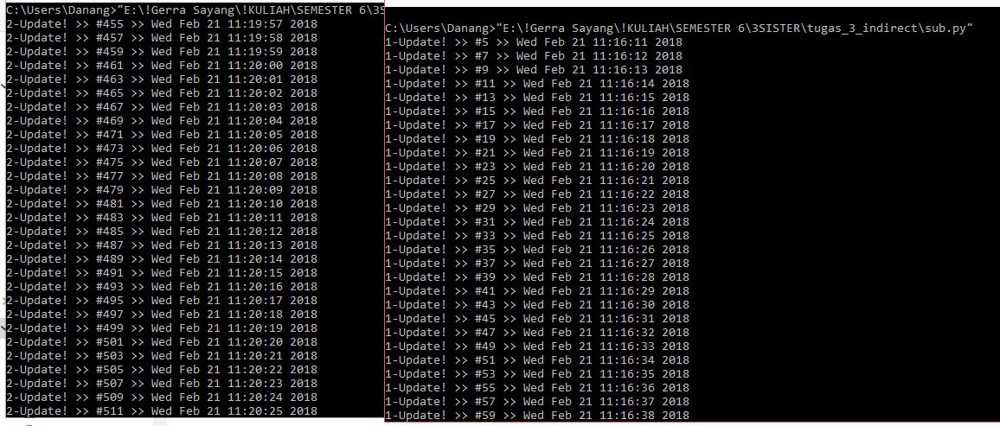 C:\Users\Danang>"E:\!Gerra Sayang\!KULIAH\SEMESTER 6\3S
2-Update! >> #455 >> Wed Feb 21 11:19:57 2018
2-Update! >> #457 >> Wed Feb 21 11:19:58 2018
2-Update! >> #459 >> Wed Feb 21 11:19:59 2018
2-Update! >> #461 >> Wed Feb 21 11:20:00 2018
2-Update! >> #463 >> Wed Feb 21 11:20:01 2018
2-Update! >> #465 >> Wed Feb 21 11:20:02 2018
2-Update! >> #467 >> Wed Feb 21 11:20:03 2018
2-Update! >> #469 >> Wed Feb 21 11:20:04 2018
2-Update! >> #471 >> Wed Feb 21 11:20:05 2018
2-Update! >> #473 >> Wed Feb 21 11:20:06 2018
2-Update! >> #475 >> Wed Feb 21 11:20:07 2018
2-Update! >> #477 >> Wed Feb 21 11:20:08 2018
2-Update! >> #479 >> Wed Feb 21 11:20:09 2018
2-Update! >> #481 >> Wed Feb 21 11:20:10 2018
2-Update! >> #483 >> Wed Feb 21 11:20:11 2018
2-Update! >> #485 >> Wed Feb 21 11:20:12 2018
2-Update! >> #487 >> Wed Feb 21 11:20:13 2018
2-Update! >> #489 >> Wed Feb 21 11:20:14 2018
2-Update! >> #491 >> Wed Feb 21 11:20:15 2018
2-Update! >> #493 >> Wed Feb 21 11:20:16 2018
2-Update! >> #495 >> Wed Feb 21 11:20:17 2018
2-Update! >> #497 >> Wed Feb 21 11:20:18 2018
2-Update! >> #499 >> Wed Feb 21 11:20:19 2018
2-Update! >> #501 >> Wed Feb 21 11:20:20 2018
2-Update! >> #503 >> Wed Feb 21 11:20:21 2018
2-Update! >> #505 >> Wed Feb 21 11:20:22 2018
2-Update! >> #507 >> Wed Feb 21 11:20:23 2018
2-Update! >> #509 >> Wed Feb 21 11:20:24 2018
2-Update! >> #511 >> Wed Feb 21 11:20:25 2018
C:\Users\Danang>"E:\!Gerra Sayang\!KULIAH\SEMESTER 6\3SISTER\tugas_3_indirect\sub.py"
1-Update! >> #5 >> Wed Feb 21 11:16:11 2018
1-Update! >> #7 >> Wed Feb 21 11:16:12 2018
1-Update! >> #9 >> Wed Feb 21 11:16:13 2018
1-Update! >> #11 >> Wed Feb 21 11:16:14 2018
1-Update! >> #13 >> Wed Feb 21 11:16:15 2018
1-Update! >> #15 >> Wed Feb 21 11:16:16 2018
1-Update! >> #17 >> Wed Feb 21 11:16:17 2018
1-Update! >> #19 >> Wed Feb 21 11:16:18 2018
1-Update! >> #21 >> Wed Feb 21 11:16:19 2018
1-Update! >> #23 >> Wed Feb 21 11:16:20 2018
1-Update! >> #25 >> Wed Feb 21 11:16:21 2018
1-Update! >> #27 >> Wed Feb 21 11:16:22 2018
1-Update! >> #29 >> Wed Feb 21 11:16:23 2018
1-Update! >> #31 >> Wed Feb 21 11:16:24 2018
1-Update! >> #33 >> Wed Feb 21 11:16:25 2018
1-Update! >> #35 >> Wed Feb 21 11:16:26 2018
1-Update! >> #37 >> Wed Feb 21 11:16:27 2018
1-Update! >> #39 >> Wed Feb 21 11:16:28 2018
1-Update! >> #41 >> Wed Feb 21 11:16:29 2018
1-Update! >> #43 >> Wed Feb 21 11:16:30 2018
1-Update! >> #45 >> Wed Feb 21 11:16:31 2018
1-Update! >> #47 >> Wed Feb 21 11:16:32 2018
1-Update! >> #49 >> Wed Feb 21 11:16:33 2018
1-Update! >> #51 >> Wed Feb 21 11:16:34 2018
1-Update! >> #53 >> Wed Feb 21 11:16:35 2018
1-Update! >> #55 >> Wed Feb 21 11:16:36 2018
1-Update! >> #57 >> Wed Feb 21 11:16:37 2018
1-Update! >> #59 >> Wed Feb 21 11:16:38 2018